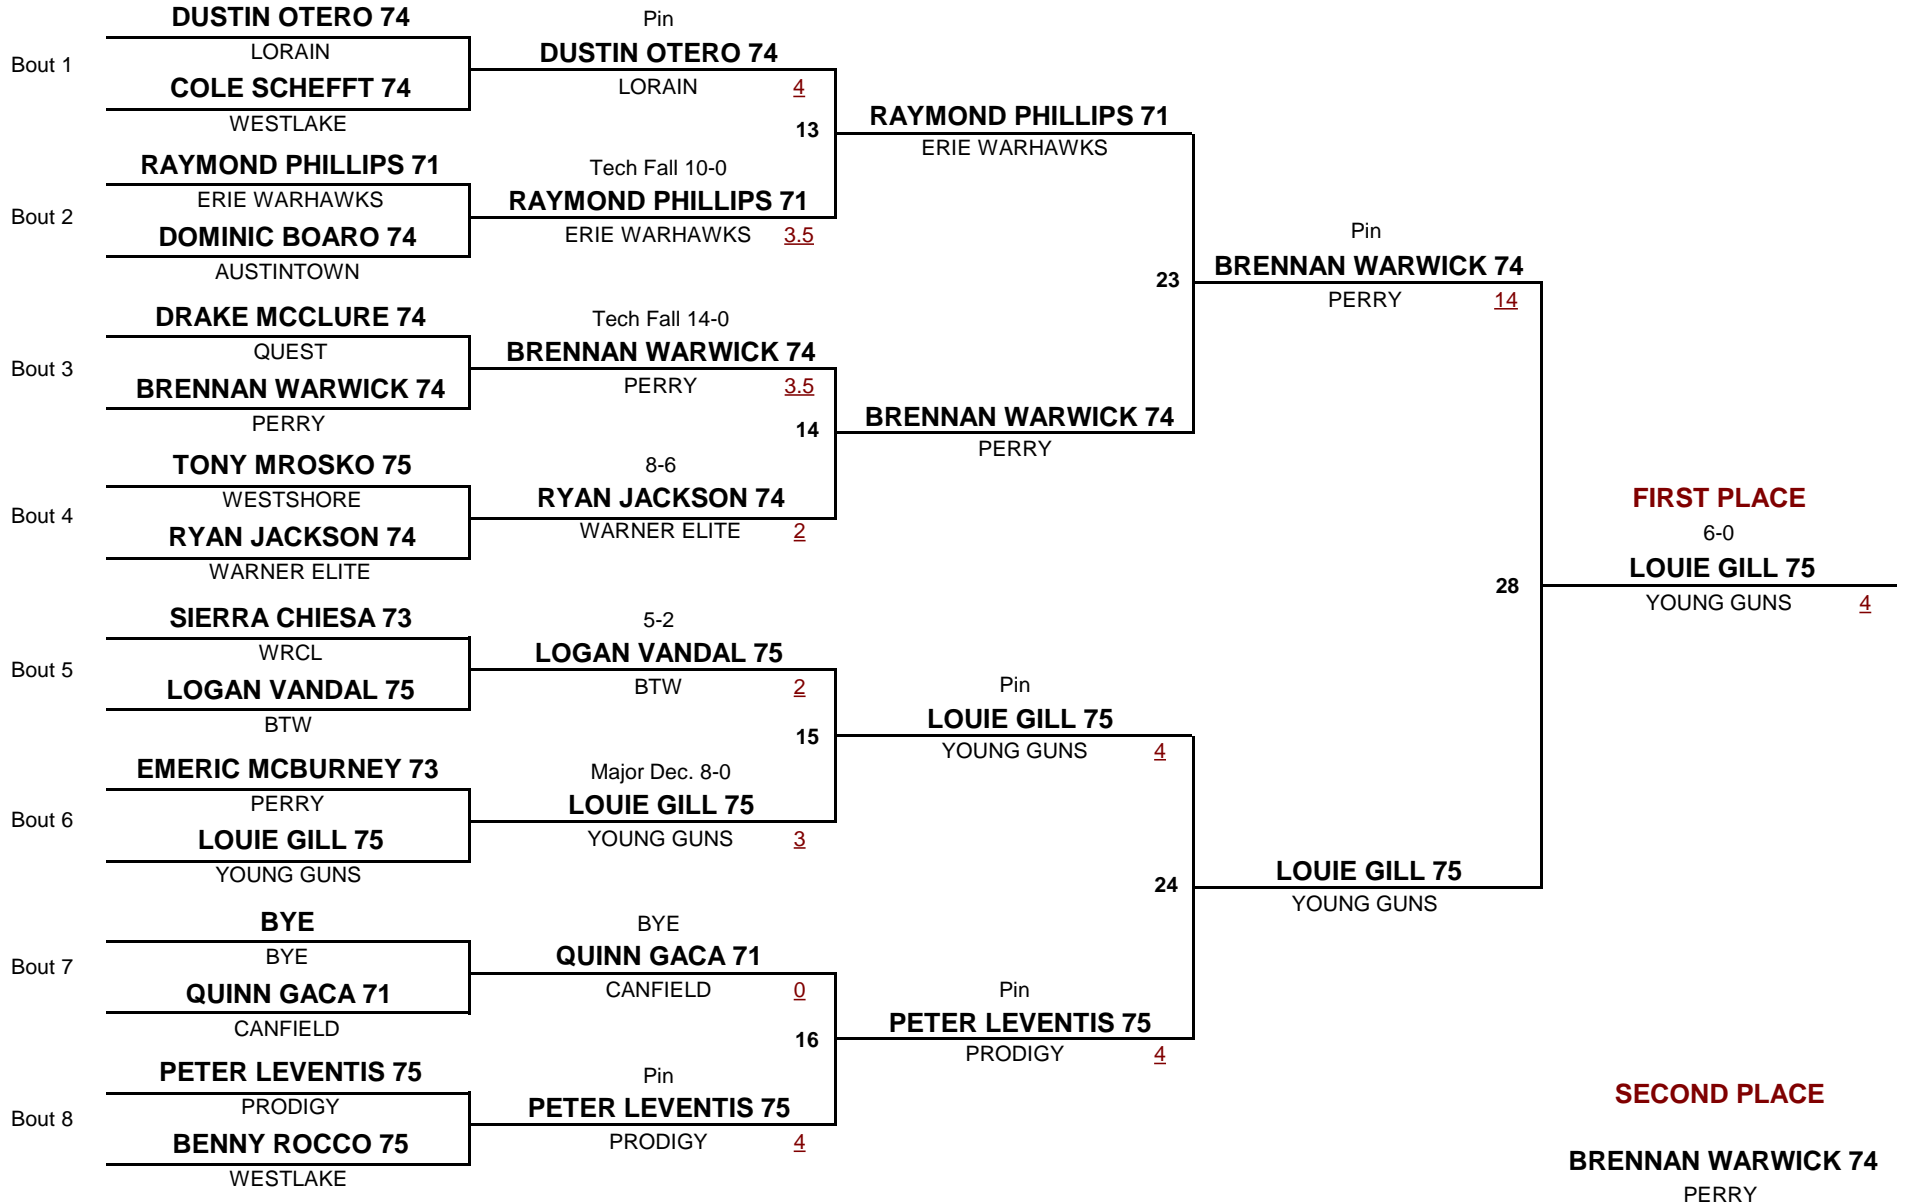 Bout 1
DUSTIN OTERO 74
LORAIN
COLE SCHEFFT 74
WESTLAKE
Bout 2
RAYMOND PHILLIPS 71
ERIE WARHAWKS
DOMINIC BOARO 74
AUSTINTOWN
Bout 3
DRAKE MCCLURE 74
QUEST
BRENNAN WARWICK 74
PERRY
Bout 4
TONY MROSKO 75
WESTSHORE
RYAN JACKSON 74
WARNER ELITE
Bout 5
SIERRA CHIESA 73
WRCL
LOGAN VANDAL 75
BTW
Bout 6
EMERIC MCBURNEY 73
PERRY
LOUIE GILL 75
YOUNG GUNS
Bout 7
BYE
BYE
QUINN GACA 71
CANFIELD
Bout 8
PETER LEVENTIS 75
PRODIGY
BENNY ROCCO 75
WESTLAKE
Pin
DUSTIN OTERO 74
LORAIN 4
13
Tech Fall 10-0
RAYMOND PHILLIPS 71
ERIE WARHAWKS 3.5
Tech Fall 14-0
BRENNAN WARWICK 74
PERRY 3.5
14
8-6
RYAN JACKSON 74
WARNER ELITE 2
5-2
LOGAN VANDAL 75
BTW 2
15
Major Dec. 8-0
LOUIE GILL 75
YOUNG GUNS 3
BYE
QUINN GACA 71
CANFIELD 0
16
Pin
PETER LEVENTIS 75
PRODIGY 4
RAYMOND PHILLIPS 71
ERIE WARHAWKS
23
BRENNAN WARWICK 74
PERRY
Pin
LOUIE GILL 75
YOUNG GUNS 4
24
Pin
PETER LEVENTIS 75
PRODIGY 4
Pin
BRENNAN WARWICK 74
PERRY 14
28
LOUIE GILL 75
YOUNG GUNS
FIRST PLACE
6-0
LOUIE GILL 75
YOUNG GUNS 4
SECOND PLACE
BRENNAN WARWICK 74
PERRY